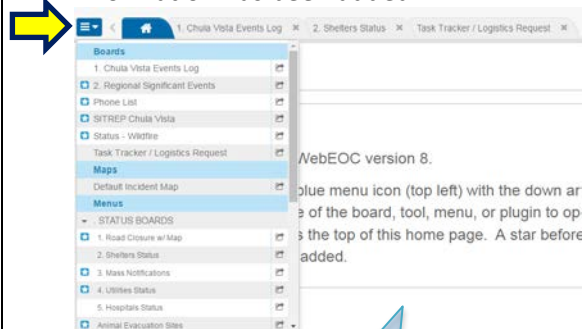 1. Chula Vista Events Log × 2. Shelters Status × Task Tracker / Logistics Request ×
Boards
1. Chula Vista Events Log
2. Regional Significant Events
Phone List
SITREP Chula Vista
Status - Wildfire
Task Tracker / Logistics Request
Maps
Default Incident Map
Menus
. STATUS BOARDS
1. Road Closure w/ Map
2. Shelters Status
3. Mass Notifications
4. Utilities Status
5. Hospitals Status
Animal Evacuation Sites
WebEOC version 8.
blue menu icon (top left) with the down
of the board, tool, menu, or plugin to
the top of this home page. A star before
added.